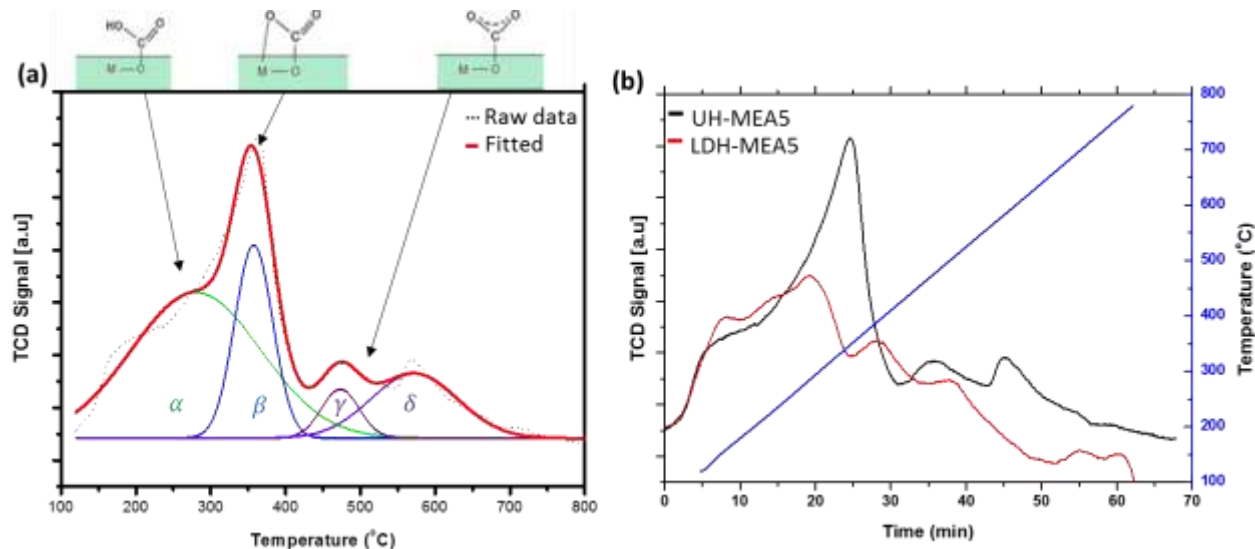 HO
O
C
M—O
O
O
C
M—O
O
O
C
M—O
(a)
Raw data
Fitted
TCD Signal [a.u]
α
β
γ
δ
100
200
300
400
500
600
700
800
Temperature (°C)
(b)
UH-MEA5
LDH-MEA5
TCD Signal [a.u]
800
700
600
500
400
300
200
100
Temperature (°C)
0
10
20
30
40
50
60
70
Time (min)